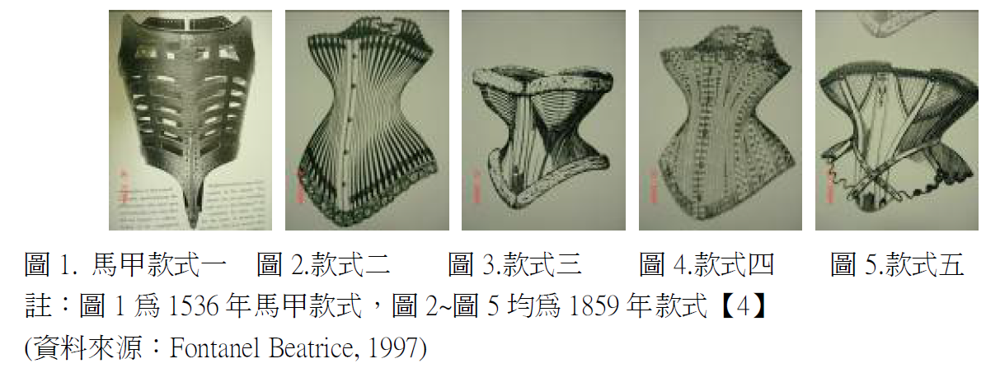 圖 1. 馬甲款式一 圖 2.款式二 圖 3.款式三 圖 4.款式四 圖 5.款式五
註：圖 1 為 1536 年馬甲款式，圖 2~圖 5 均為 1859 年款式【4】
(資料來源：Fontanel Beatrice, 1997)